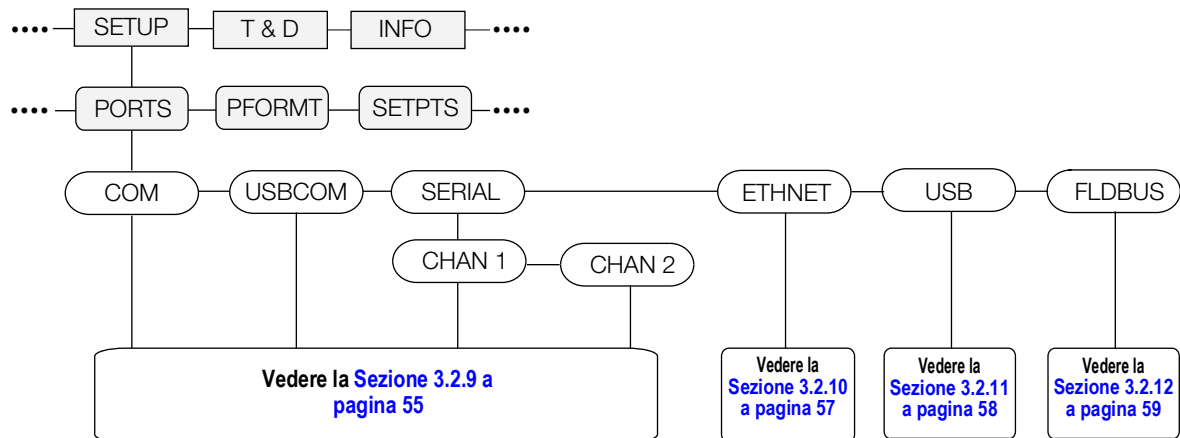 •••• SETUP T & D INFO ••••
•••• PORTS PFORMT SETPTS ••••
COM USBCOM SERIAL ETHNET USB FLDBUS
CHAN 1 CHAN 2
Vedere la Sezione 3.2.9 a
pagina 55
Vedere la
Sezione 3.2.10
a pagina 57
Vedere la
Sezione 3.2.11
a pagina 58
Vedere la
Sezione 3.2.12
a pagina 59